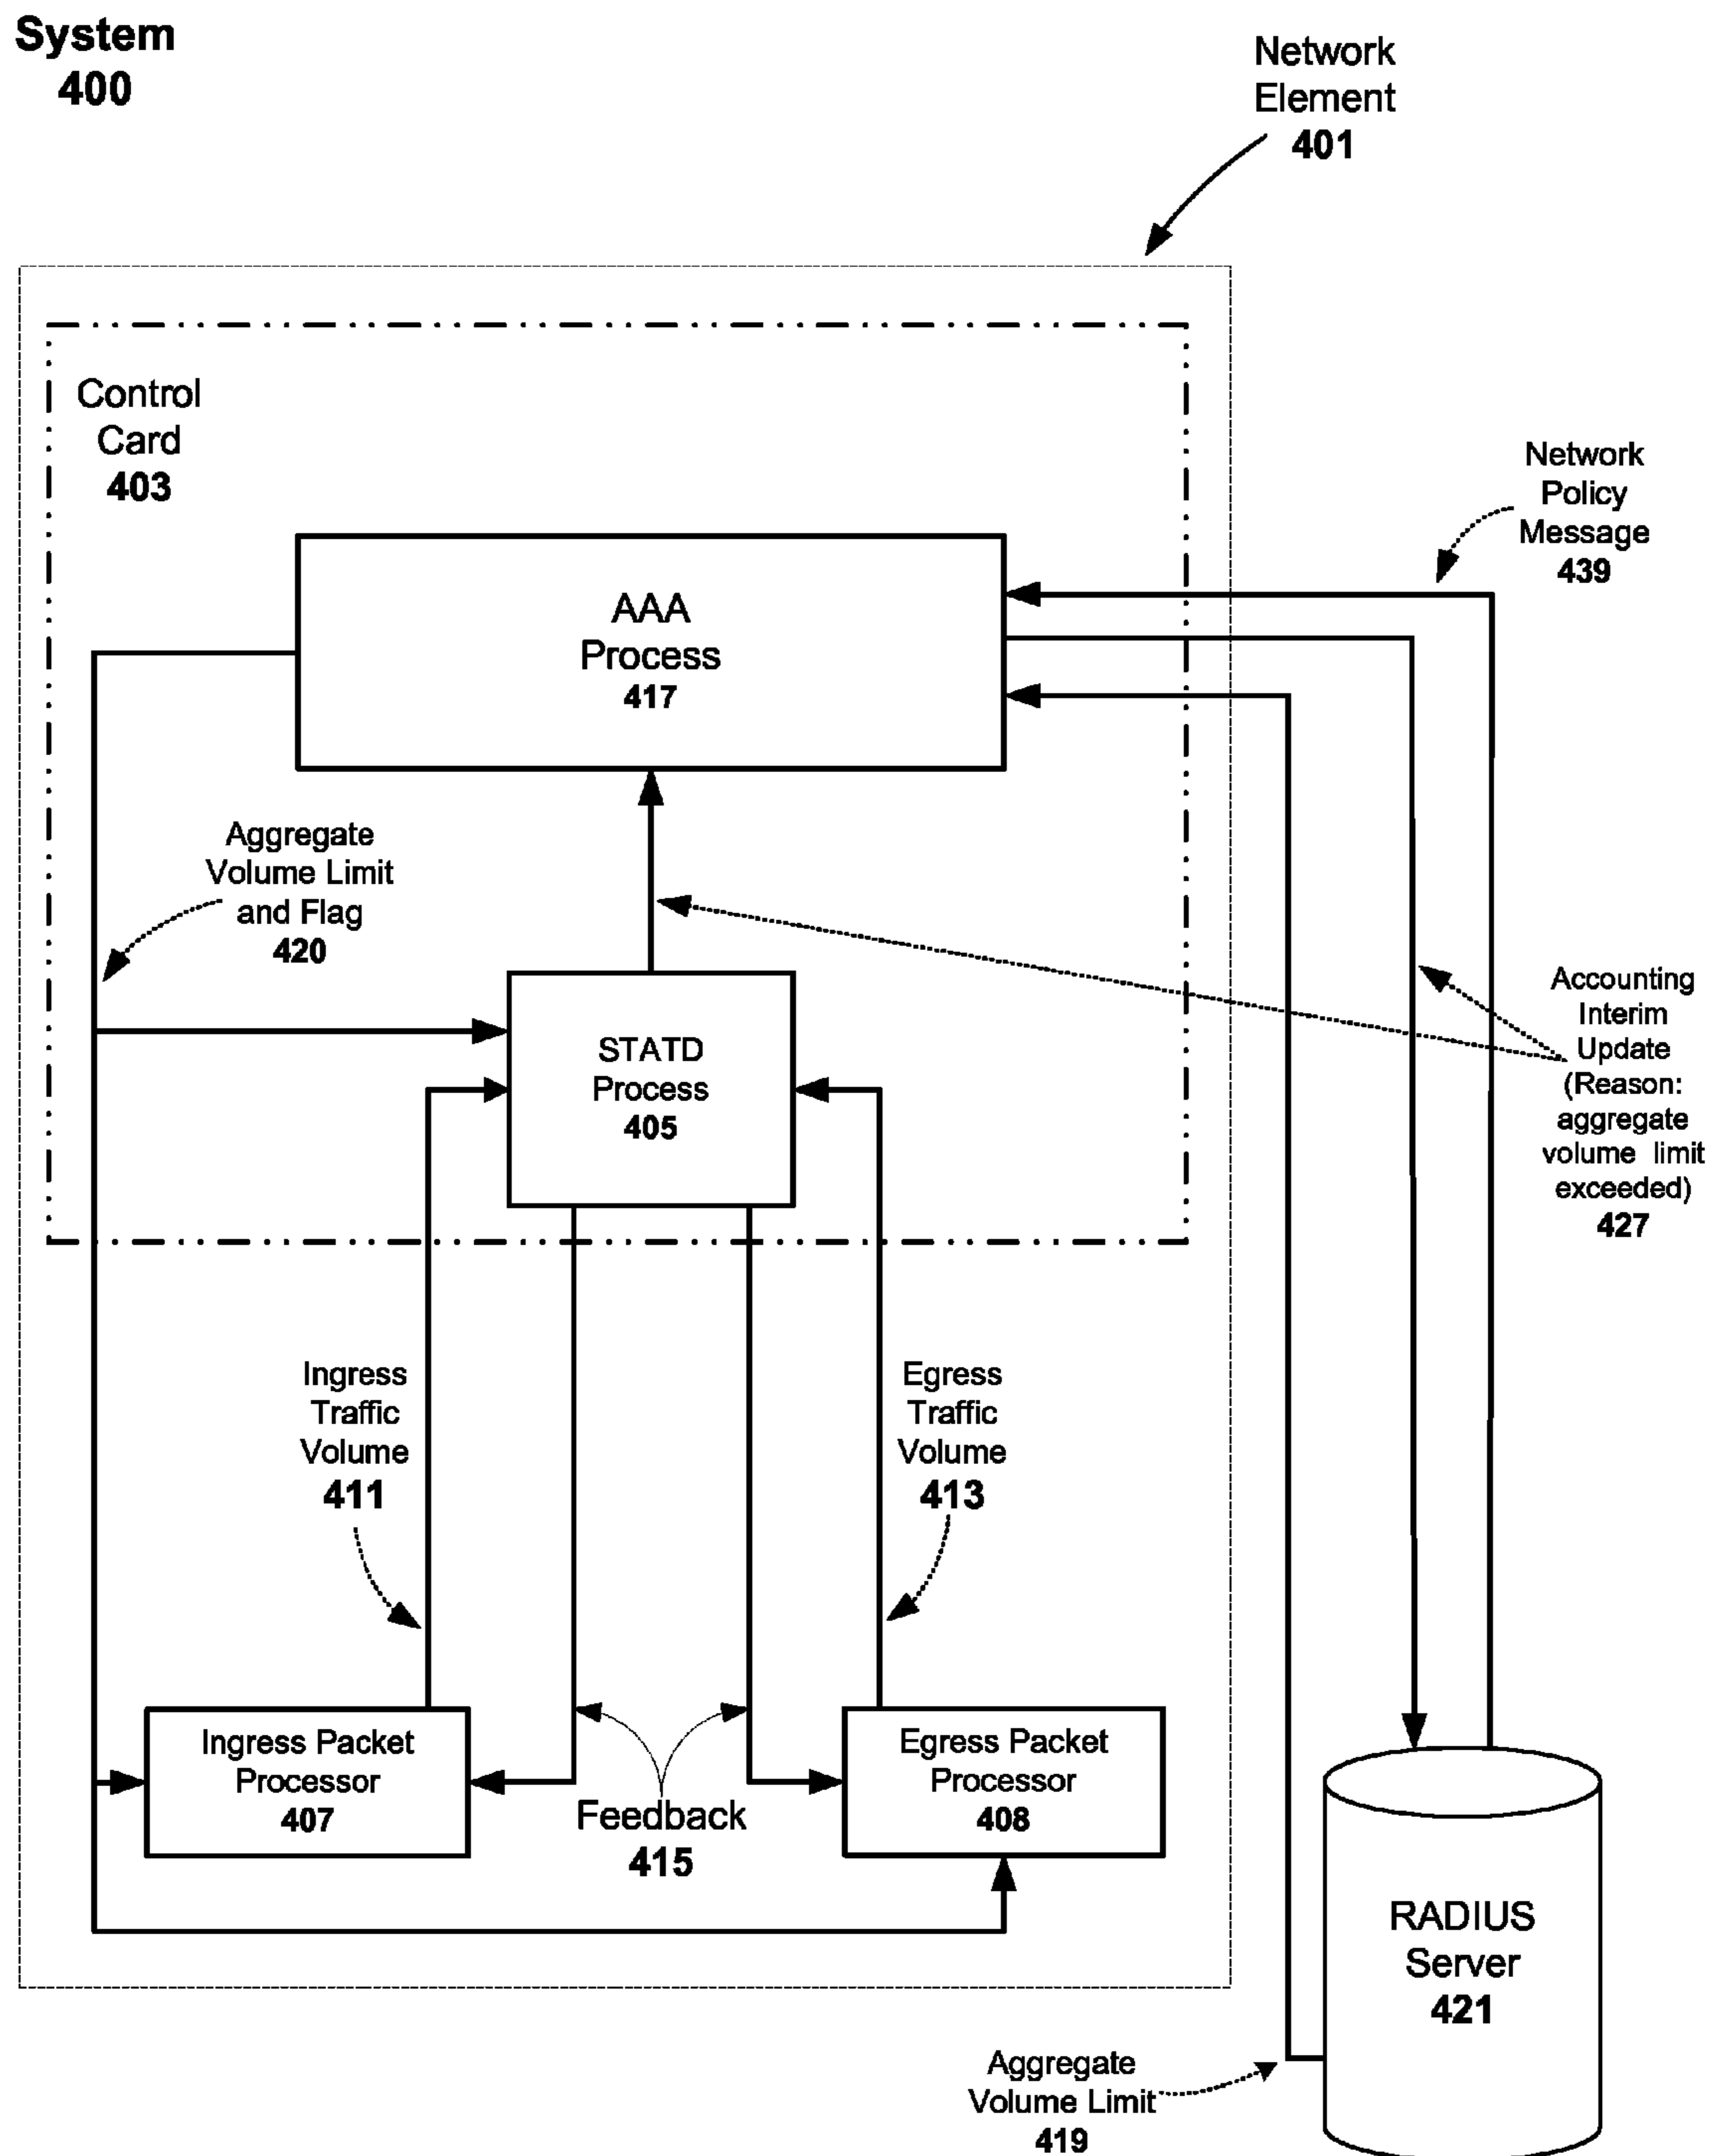 System
400
Network
Element
401
Control
Card
403
Network
Policy
Message
439
AAA
Process
417
Aggregate
Volume Limit
and Flag
420
Accounting
Interim
Update
(Reason:
aggregate
volume limit
exceeded)
427
STATD
Process
405
Ingress
Traffic
Volume
411
Egress
Traffic
Volume
413
Ingress Packet
Processor
407
Feedback
415
Egress Packet
Processor
408
RADIUS
Server
421
Aggregate
Volume Limit
419